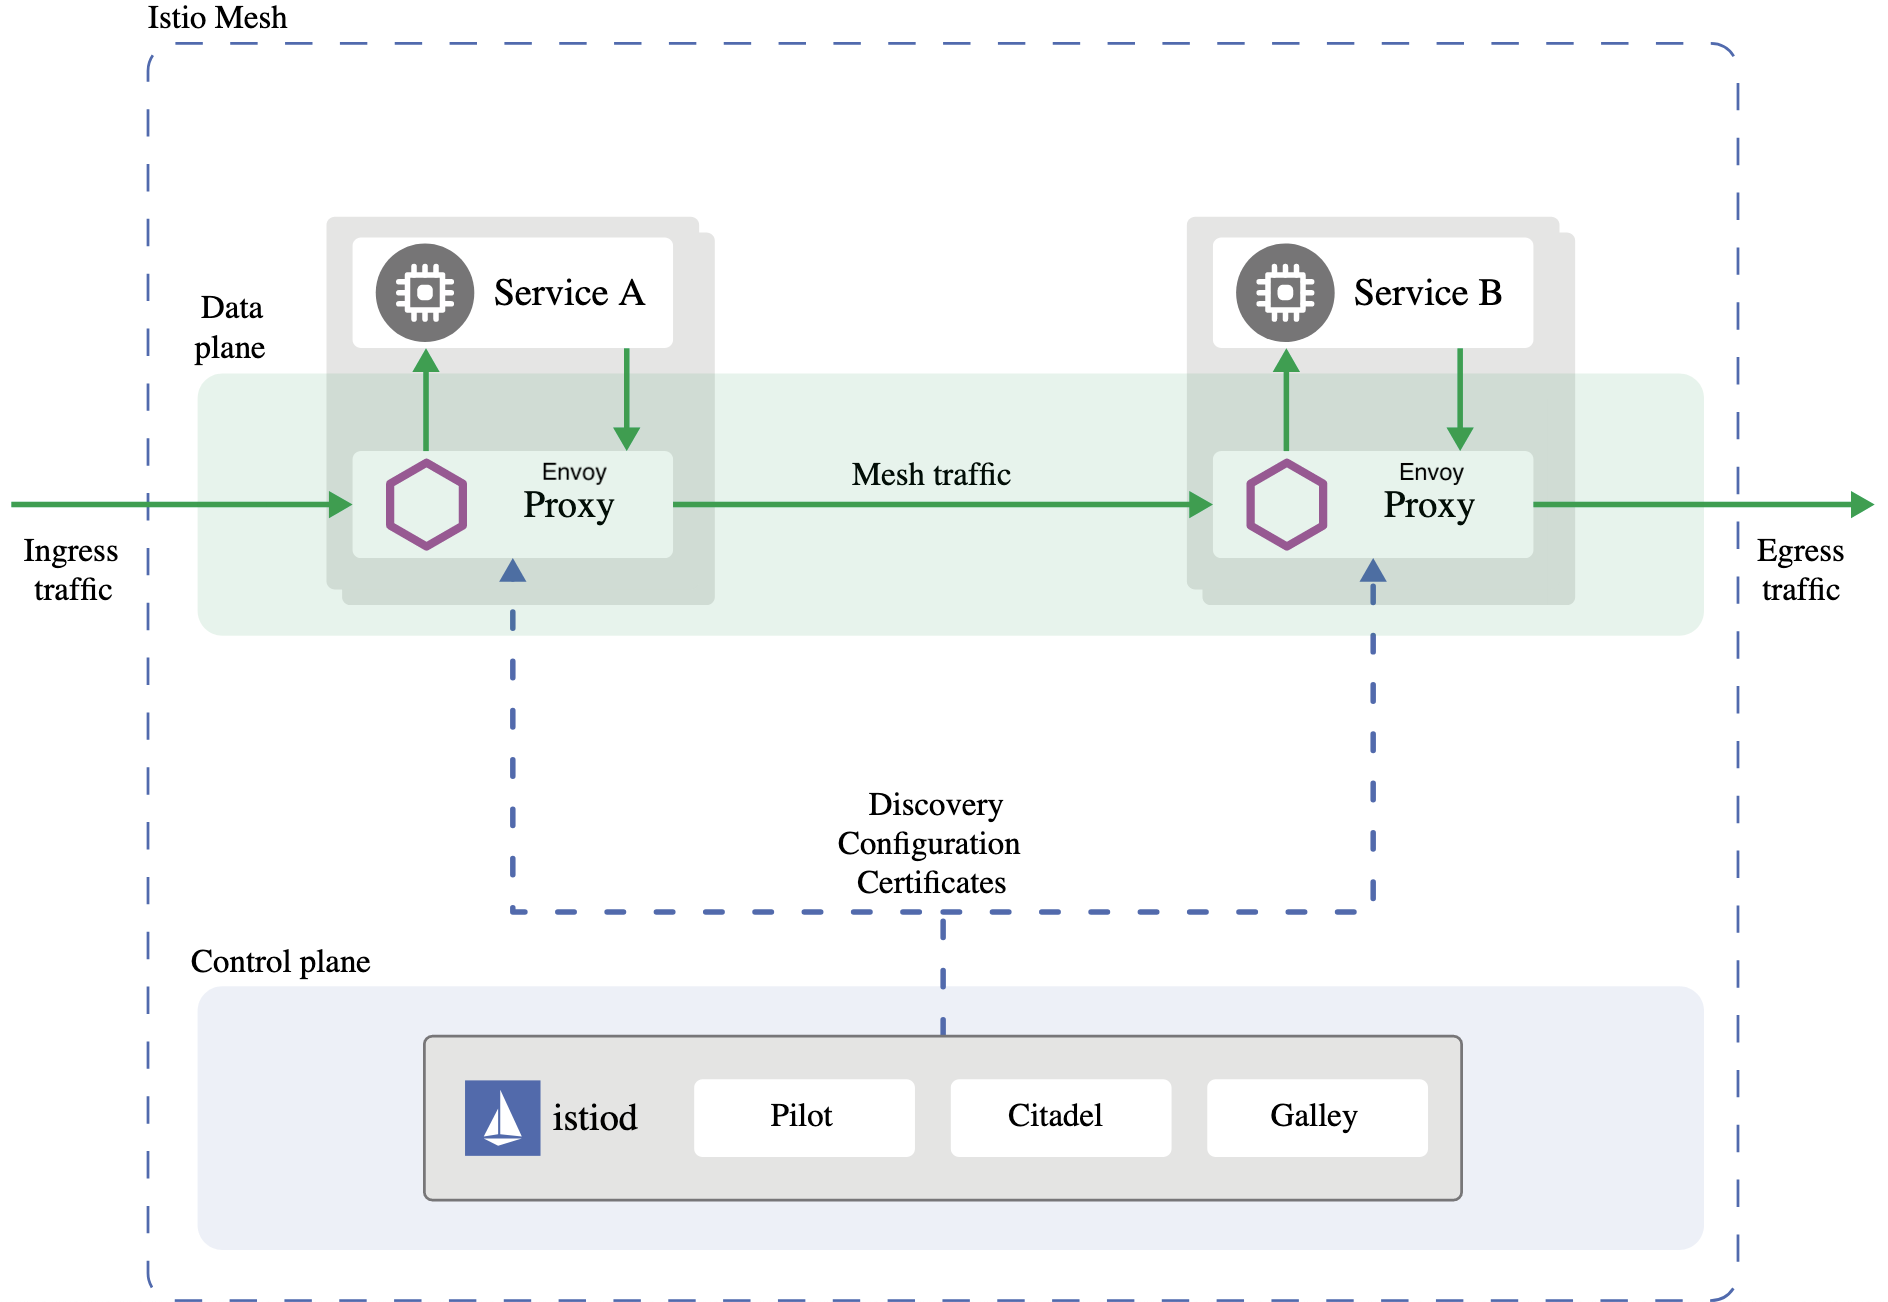 Istio Mesh
Service A
Service B
Data
plane
Envoy
Proxy
Mesh traffic
Envoy
Proxy
Ingress
traffic
Egress
traffic
Discovery
Configuration
Certificates
Control plane
istiod
Pilot
Citadel
Galley